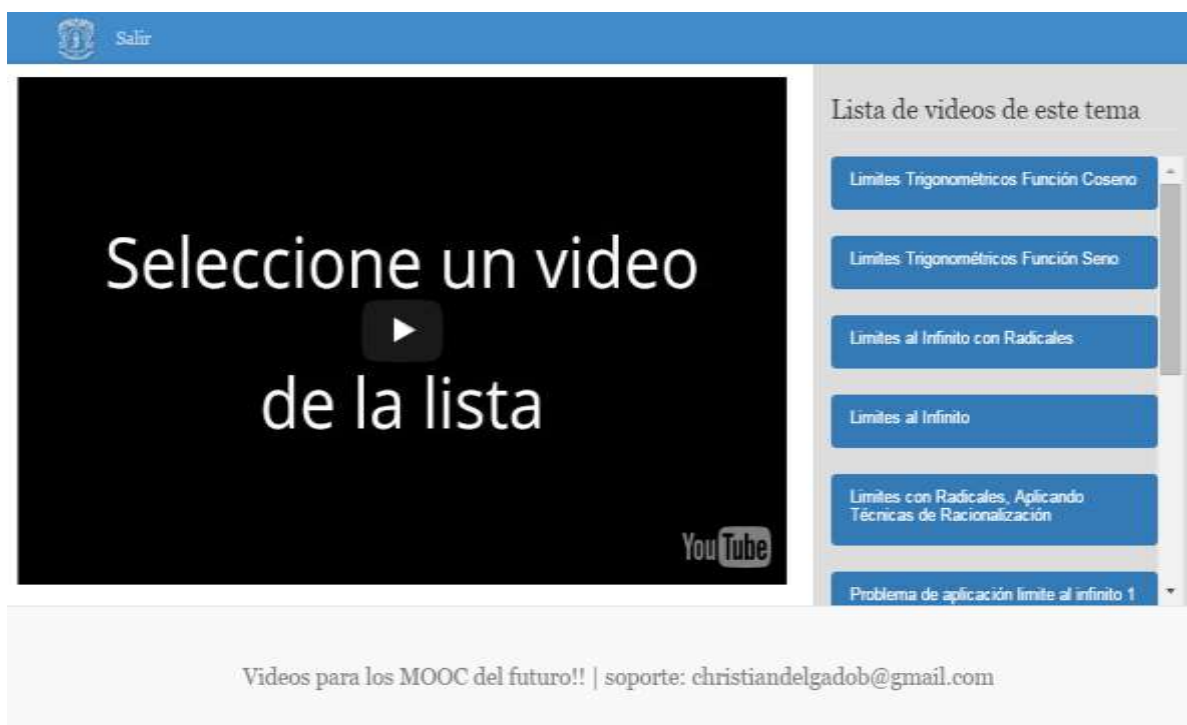 Salir
Seleccione un video
de la lista
YouTube
Lista de videos de este tema
Limites Trigonométricos Función Coseno
Limites Trigonométricos Función Seno
Limites al Infinito con Radicales
Limites al Infinito
Limites con Radicales, Aplicando
Técnicas de Racionalización
Problema de aplicación limite al infinito 1
Videos para los MOOC del futuro!! | soporte: christiandelgadob@gmail.com